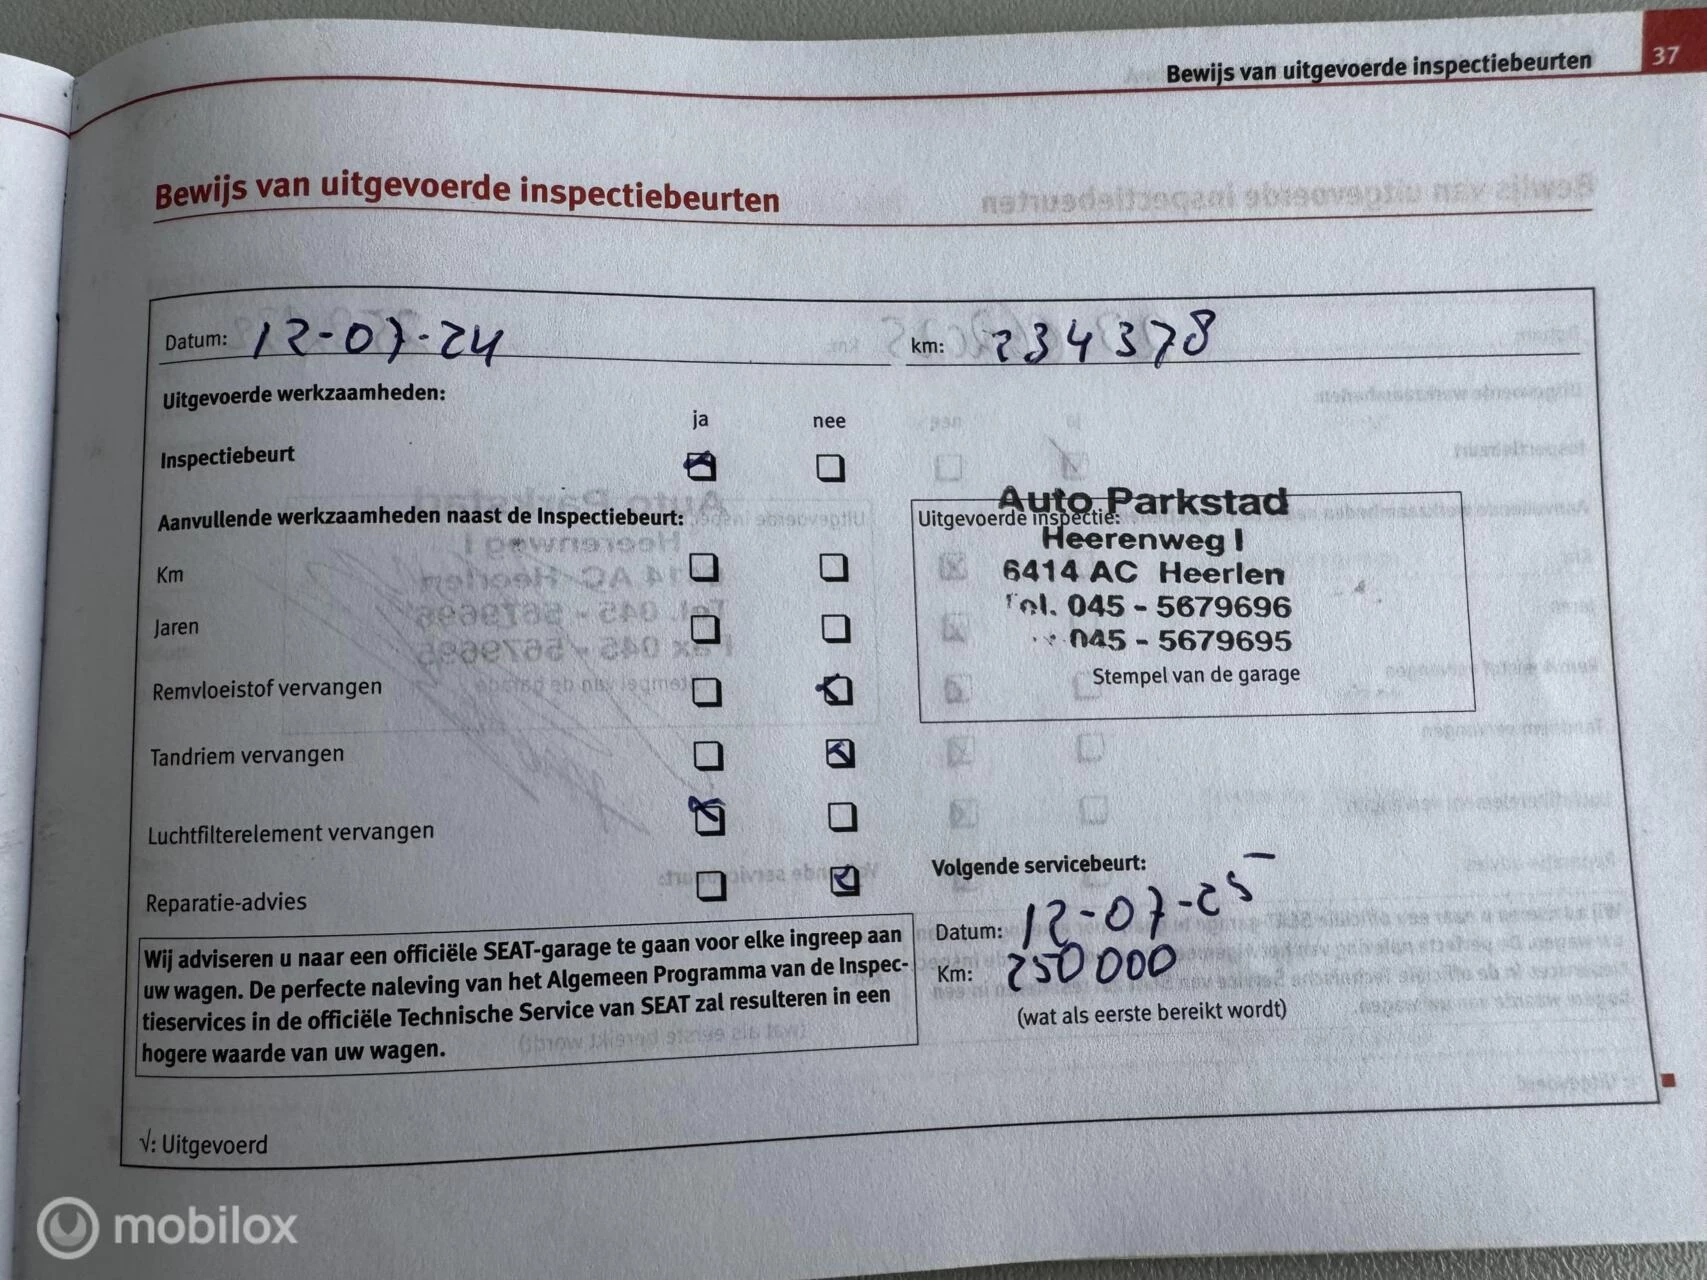 Bewijs van uitgevoerde inspectiebeurten 37
Bewijs van uitgevoerde inspectiebeurten
Datum: 12-07-24 km: 234378
Uitgevoerde werkzaamheden:
ja nee
Inspectiebeurt
Aanvullende werkzaamheden naast de Inspectiebeurt:
Km
Jaren
Remvloeistof vervangen
Tandriem vervangen
Luchtfilterelement vervangen
Reparatie-advies
Auto Parkstad
Uitgevoerde inspectie:
Heerenweg 1
6414 AC Heerlen
Tel. 045 - 5679696
045 - 5679695
Stempel van de garage
Volgende servicebeurt:
Datum: 12-07-25
Km: 250000
(wat als eerste bereikt wordt)
Wij adviseren u naar een officiële SEAT-garage te gaan voor elke ingreep aan
uw wagen. De perfecte naleving van het Algemeen Programma van de Inspec-
tieservices in de officiële Technische Service van SEAT zal resulteren in een
hogere waarde van uw wagen.
√: Uitgevoerd
mobilox